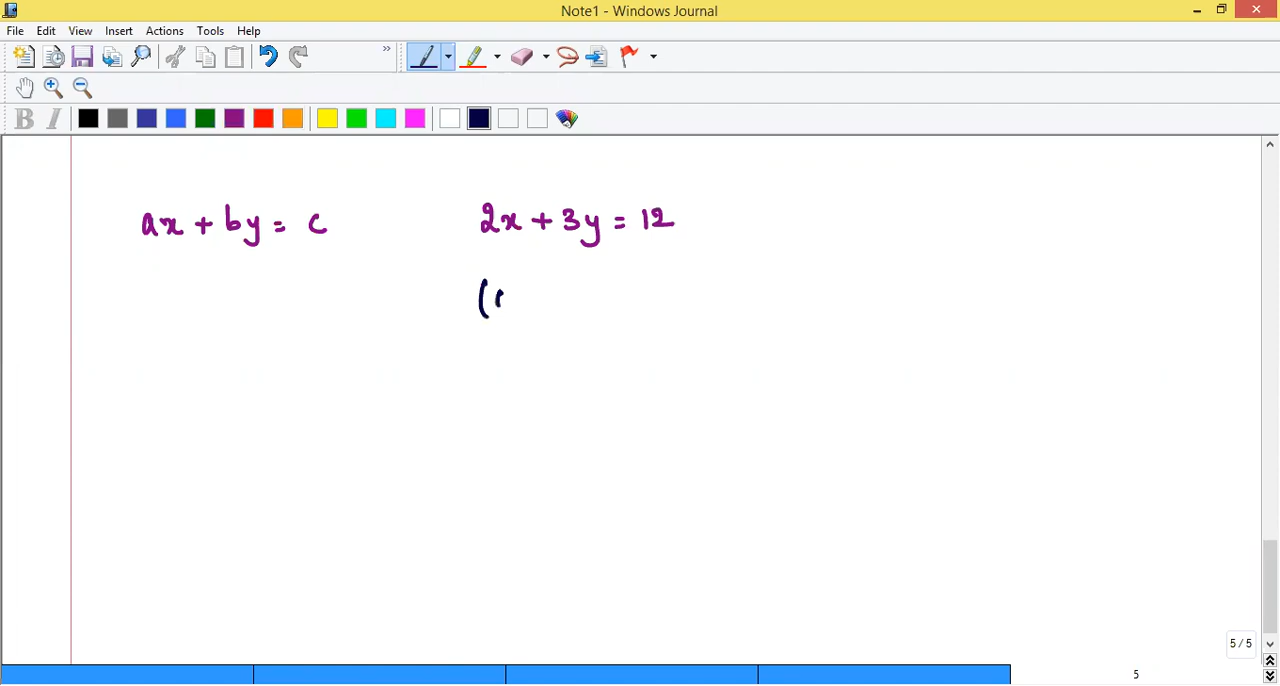 Note1 - Windows Journal
File Edit View Insert Actions Tools Help
B I
ax + by = c 2x + 3y = 12
(
5 / 5
5